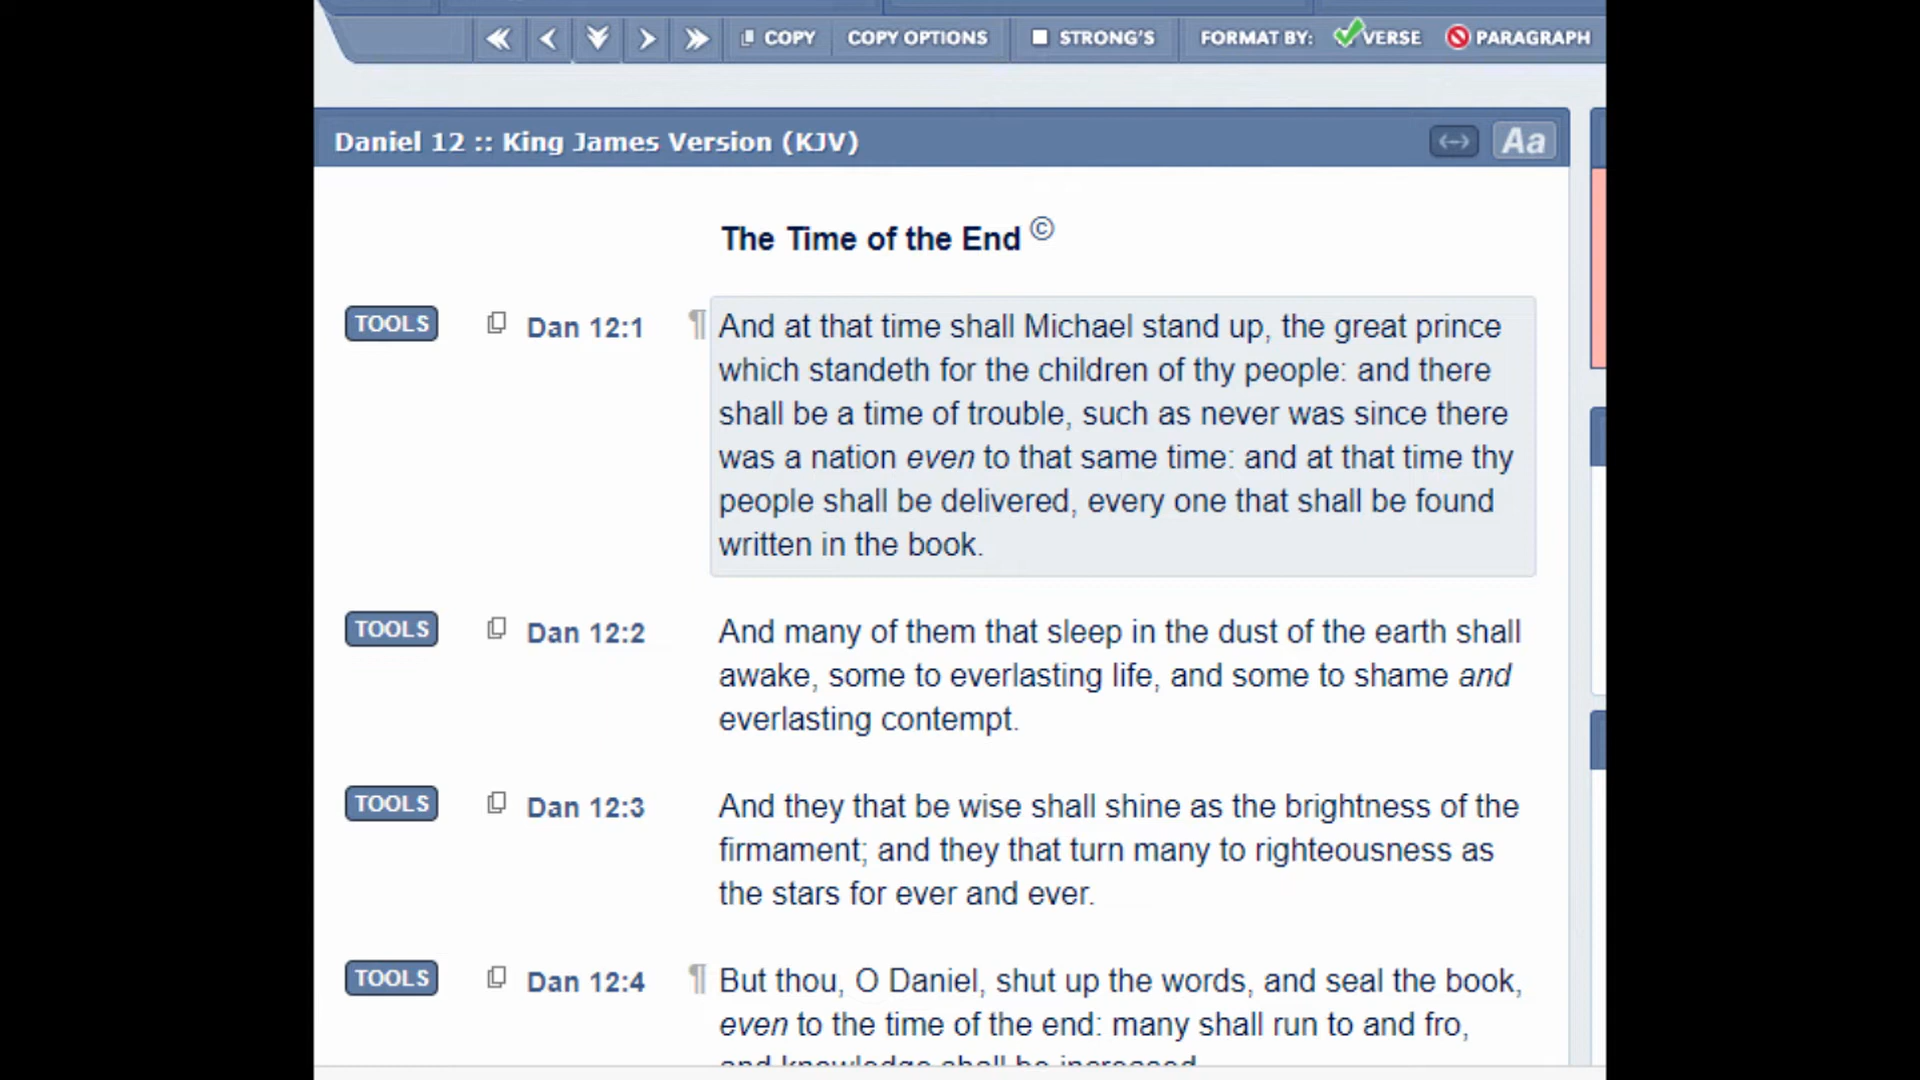 COPY COPY OPTIONS STRONG'S FORMAT BY: VERSE PARAGRAPH
Daniel 12 :: King James Version (KJV) Aa
The Time of the End ©
TOOLS Dan 12:1 ¶ And at that time shall Michael stand up, the great prince
which standeth for the children of thy people: and there
shall be a time of trouble, such as never was since there
was a nation even to that same time: and at that time thy
people shall be delivered, every one that shall be found
written in the book.
TOOLS Dan 12:2 And many of them that sleep in the dust of the earth shall
awake, some to everlasting life, and some to shame and
everlasting contempt.
TOOLS Dan 12:3 And they that be wise shall shine as the brightness of the
firmament; and they that turn many to righteousness as
the stars for ever and ever.
TOOLS Dan 12:4 ¶ But thou, O Daniel, shut up the words, and seal the book,
even to the time of the end: many shall run to and fro,
and knowledge shall be increased.